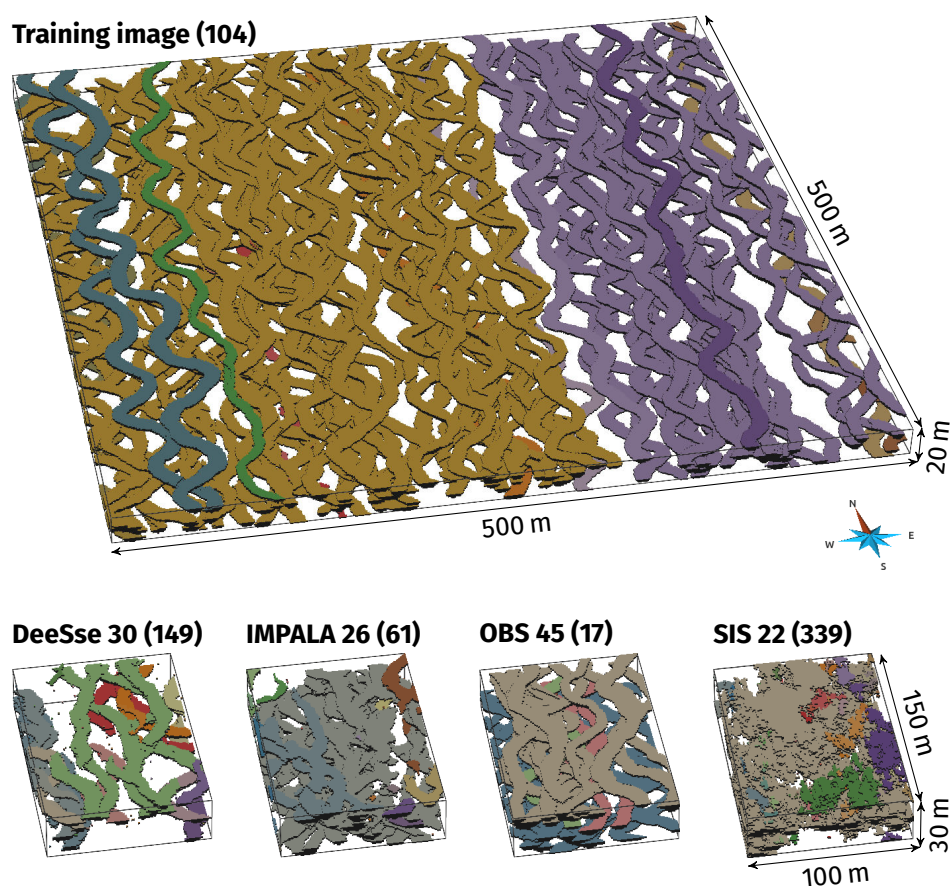 Training image (104)
500 m
20 m
500 m
N
W
E
S
DeeSse 30 (149)
IMPALA 26 (61)
OBS 45 (17)
SIS 22 (339)
150 m
30 m
100 m